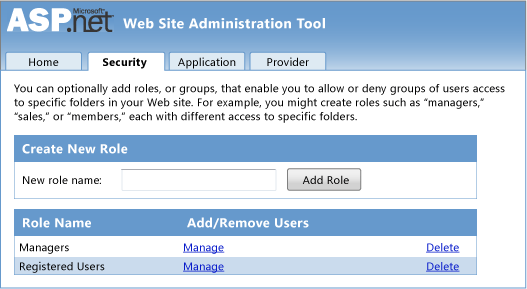 Microsoft
ASP.net Web Site Administration Tool
Home Security Application Provider
You can optionally add roles, or groups, that enable you to allow or deny groups of users access
to specific folders in your Web site. For example, you might create roles such as “managers,”
“sales,” or “members,” each with different access to specific folders.
Create New Role
New role name: Add Role
Role Name Add/Remove Users
Managers Manage Delete
Registered Users Manage Delete